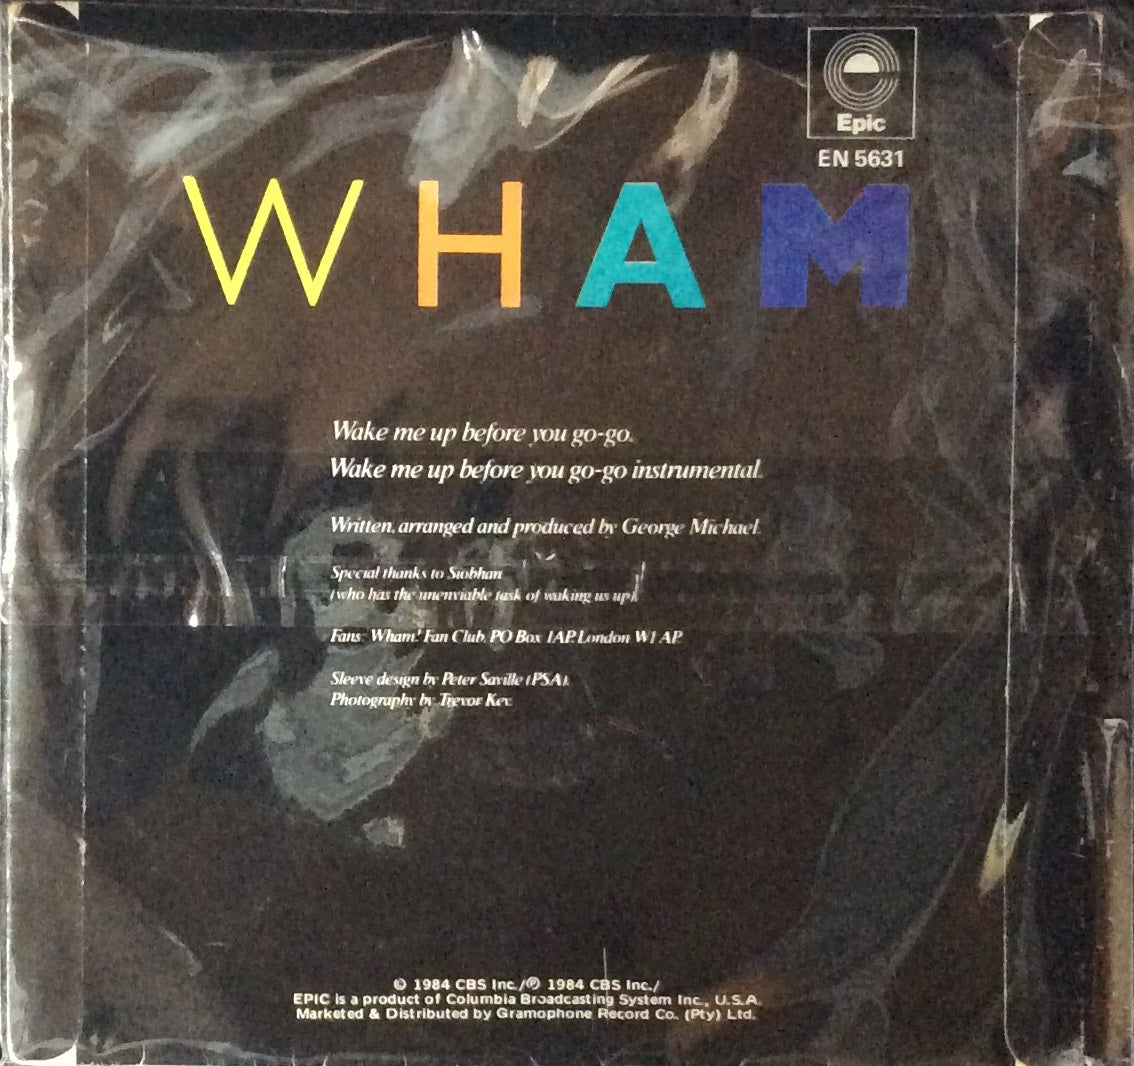 Epic
EN 5631
WHAM
Wake me up before you go-go.
Wake me up before you go-go instrumental.
Written, arranged and produced by George Michael.
Special thanks to Siobhan
(who has the unenviable task of waking us up).
Fans: Wham! Fan Club, PO Box 1AP, London W1 AP.
Sleeve design by Peter Saville (PSA).
Photography by Trevor Key.
© 1984 CBS Inc./℗ 1984 CBS Inc./
EPIC is a product of Columbia Broadcasting System Inc., U.S.A.
Marketed & Distributed by Gramophone Record Co. (Pty) Ltd.